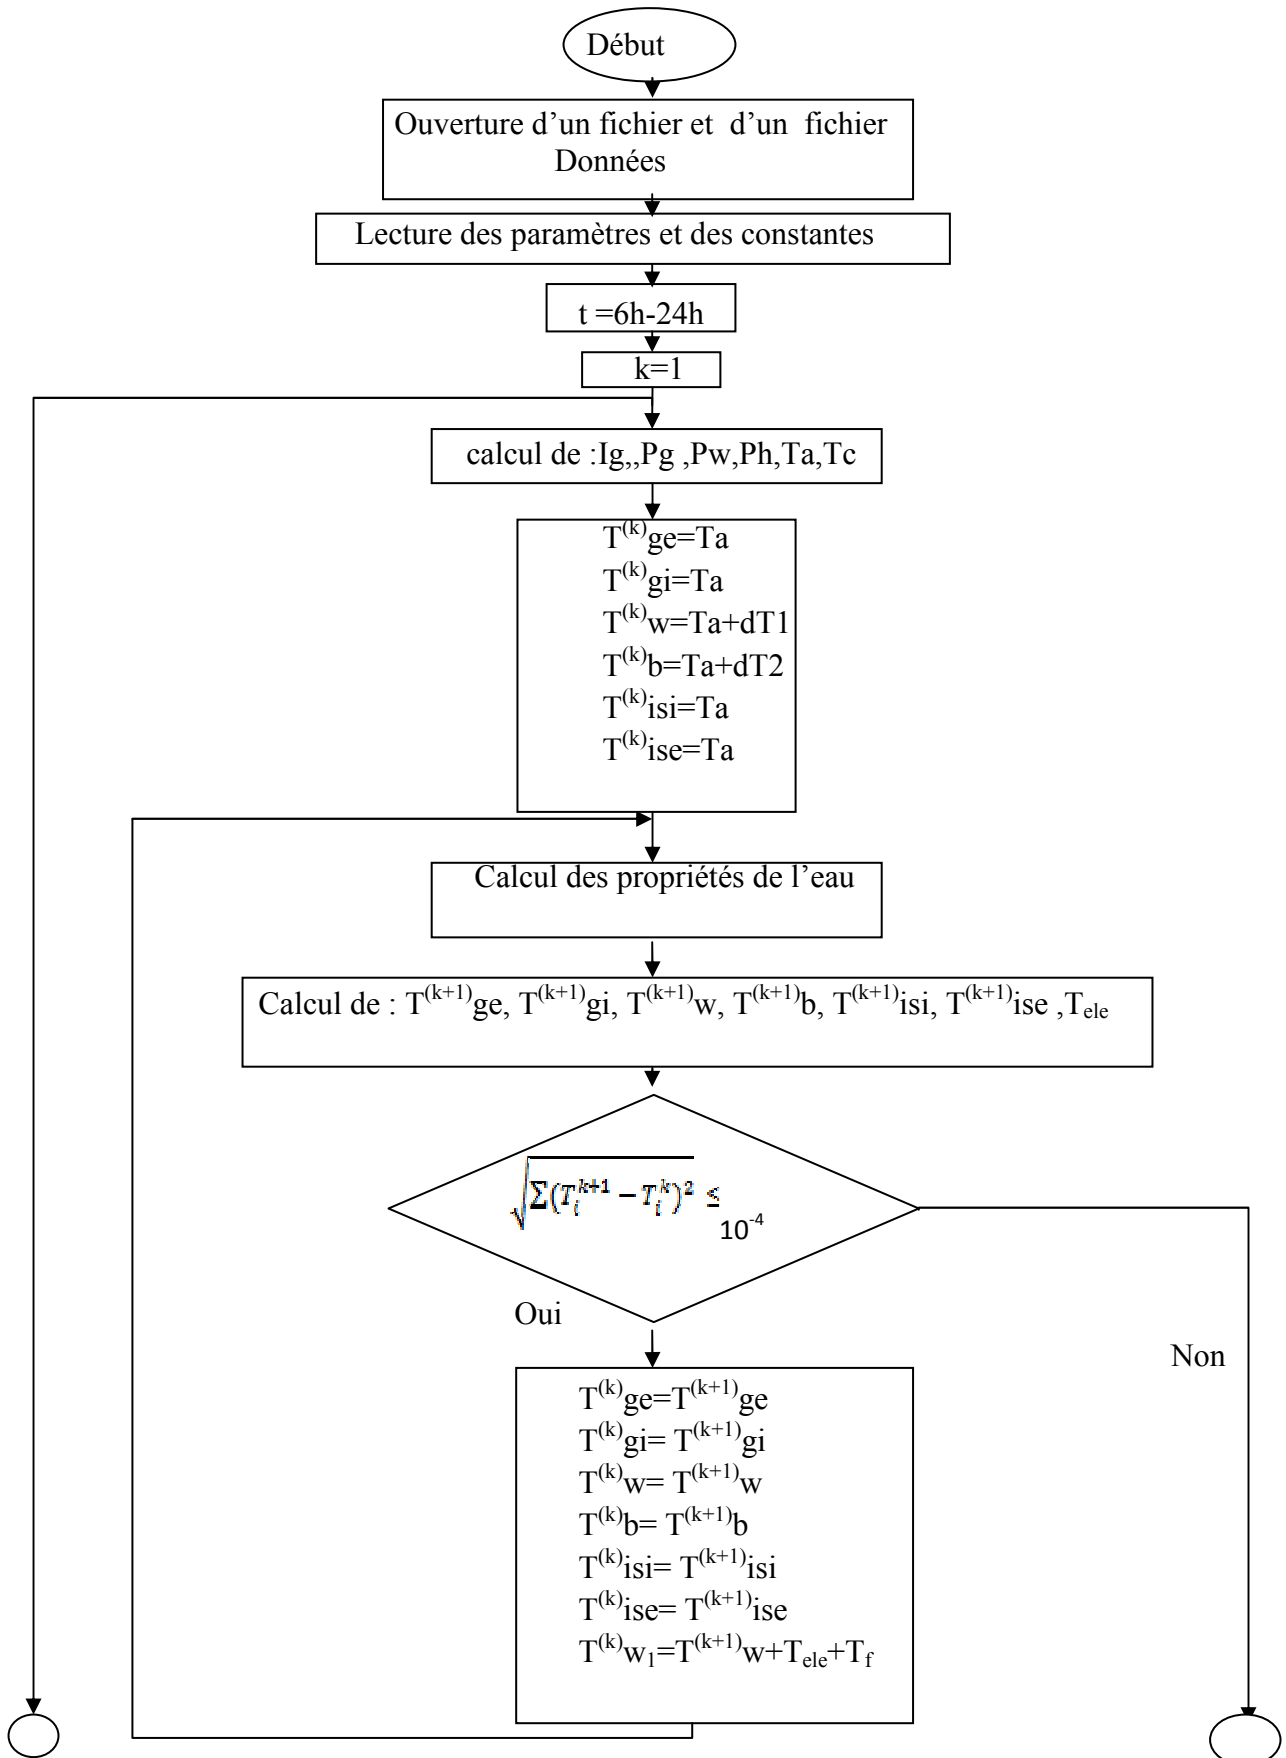 Début
Ouverture d’un fichier et d’un fichier
Données
Lecture des paramètres et des constantes
t =6h-24h
k=1
calcul de :Ig,,Pg ,Pw,Ph,Ta,Tc
T⁽ᵏ⁾ge=Ta
T⁽ᵏ⁾gi=Ta
T⁽ᵏ⁾w=Ta+dT1
T⁽ᵏ⁾b=Ta+dT2
T⁽ᵏ⁾isi=Ta
T⁽ᵏ⁾ise=Ta
Calcul des propriétés de l’eau
Calcul de : T⁽ᵏ⁺¹⁾ge, T⁽ᵏ⁺¹⁾gi, T⁽ᵏ⁺¹⁾w, T⁽ᵏ⁺¹⁾b, T⁽ᵏ⁺¹⁾isi, T⁽ᵏ⁺¹⁾ise ,Tₑₗₑ
√Σ(Tᵢᵏ⁺¹ − Tᵢᵏ)² ≤
10⁻⁴
Oui
Non
T⁽ᵏ⁾ge=T⁽ᵏ⁺¹⁾ge
T⁽ᵏ⁾gi= T⁽ᵏ⁺¹⁾gi
T⁽ᵏ⁾w= T⁽ᵏ⁺¹⁾w
T⁽ᵏ⁾b= T⁽ᵏ⁺¹⁾b
T⁽ᵏ⁾isi= T⁽ᵏ⁺¹⁾isi
T⁽ᵏ⁾ise= T⁽ᵏ⁺¹⁾ise
T⁽ᵏ⁾w₁=T⁽ᵏ⁺¹⁾w+Tₑₗₑ+T_f